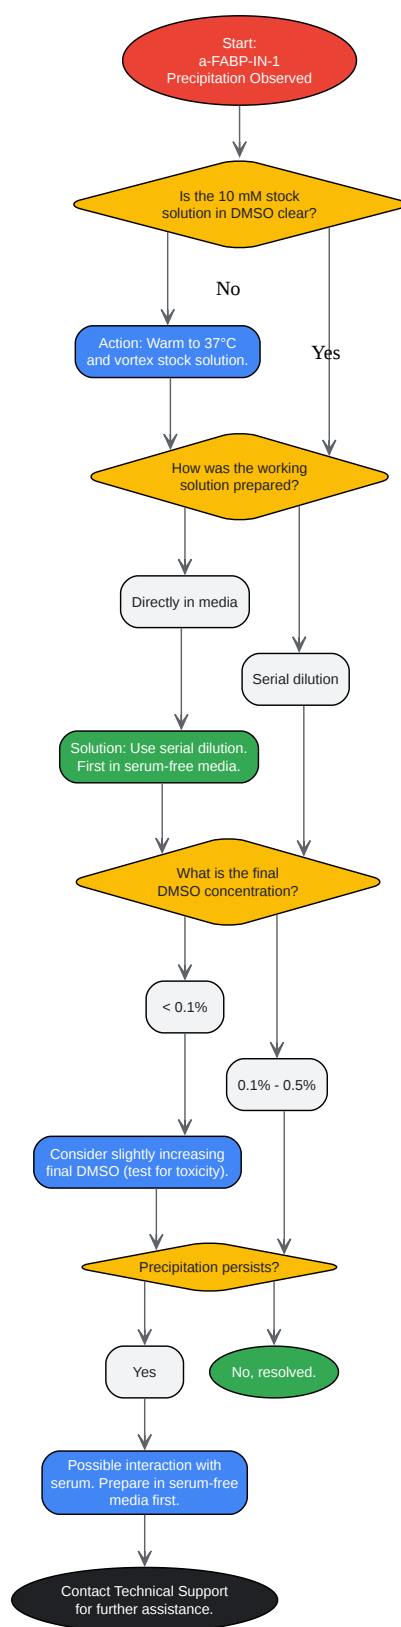 Start:
a-FABP-IN-1
Precipitation Observed
Is the 10 mM stock
solution in DMSO clear?
No
Action: Warm to 37°C
and vortex stock solution.
Yes
How was the working
solution prepared?
Directly in media
Serial dilution
Solution: Use serial dilution.
First in serum-free media.
What is the final
DMSO concentration?
< 0.1%
0.1% - 0.5%
Consider slightly increasing
final DMSO (test for toxicity).
Precipitation persists?
Yes
No, resolved.
Possible interaction with
serum. Prepare in serum-free
media first.
Contact Technical Support
for further assistance.